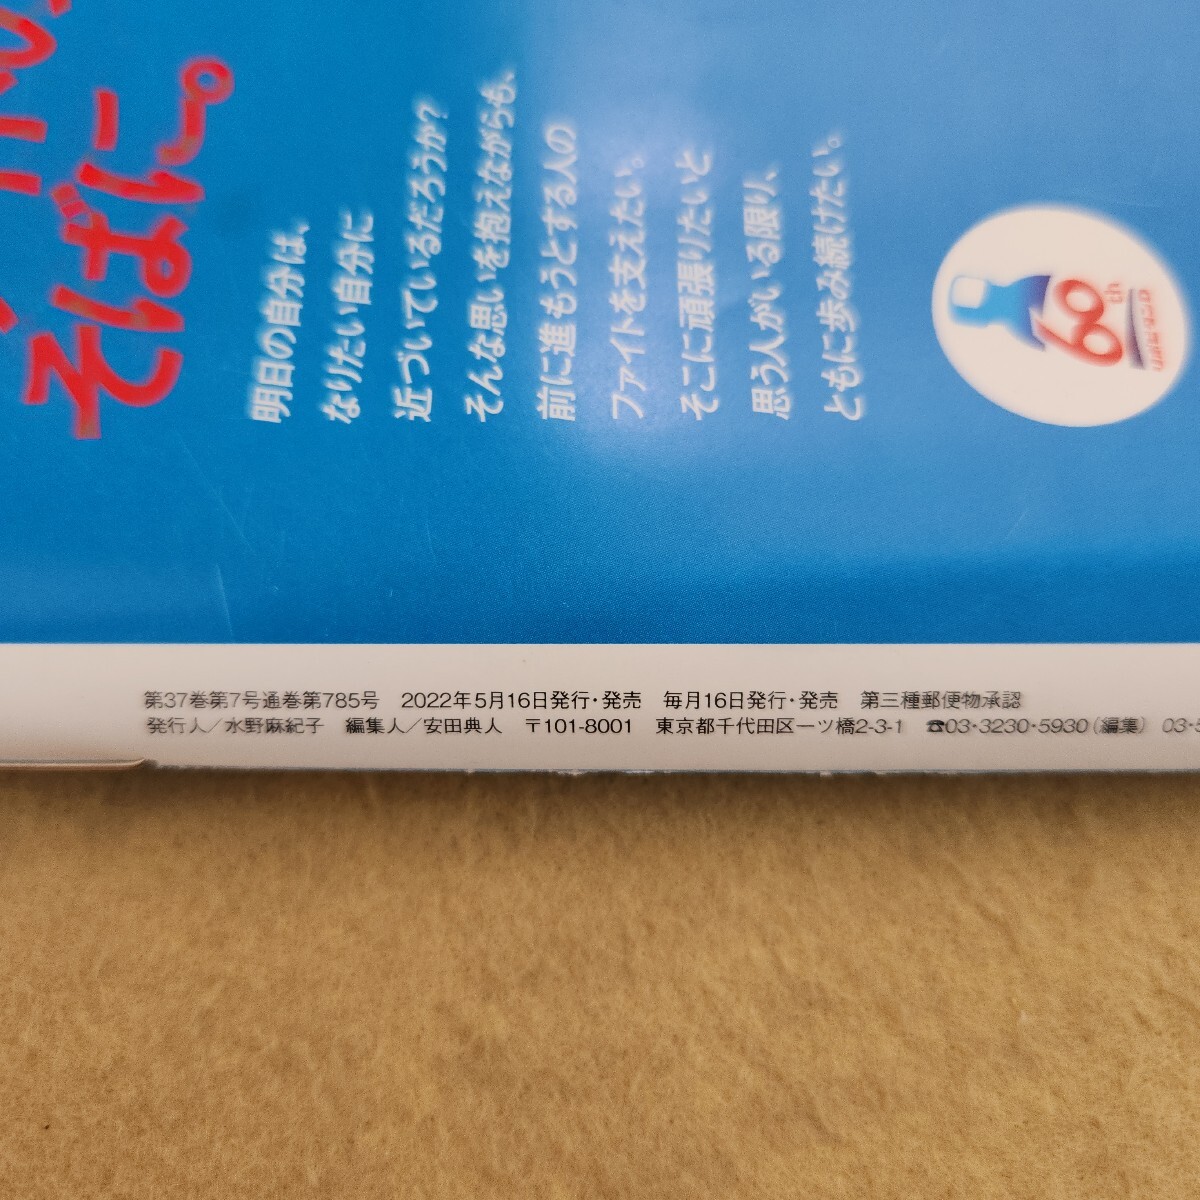 そばに。
明日の自分は、
なりたい自分に
近づいているだろうか?
そんな思いを抱えながらも、
前に進もうとする人の
ファイトを支えたい。
そこに頑張りたいと
思う人がいる限り、
ともに歩み続けたい。
60th
第37巻第7号通巻第785号 2022年5月16日発行・発売 毎月16日発行・発売 第三種郵便物承認
発行人/水野麻紀子 編集人/安田典人 〒101-8001 東京都千代田区一ツ橋2-3-1 ☎03・3230・5930(編集) 03・5